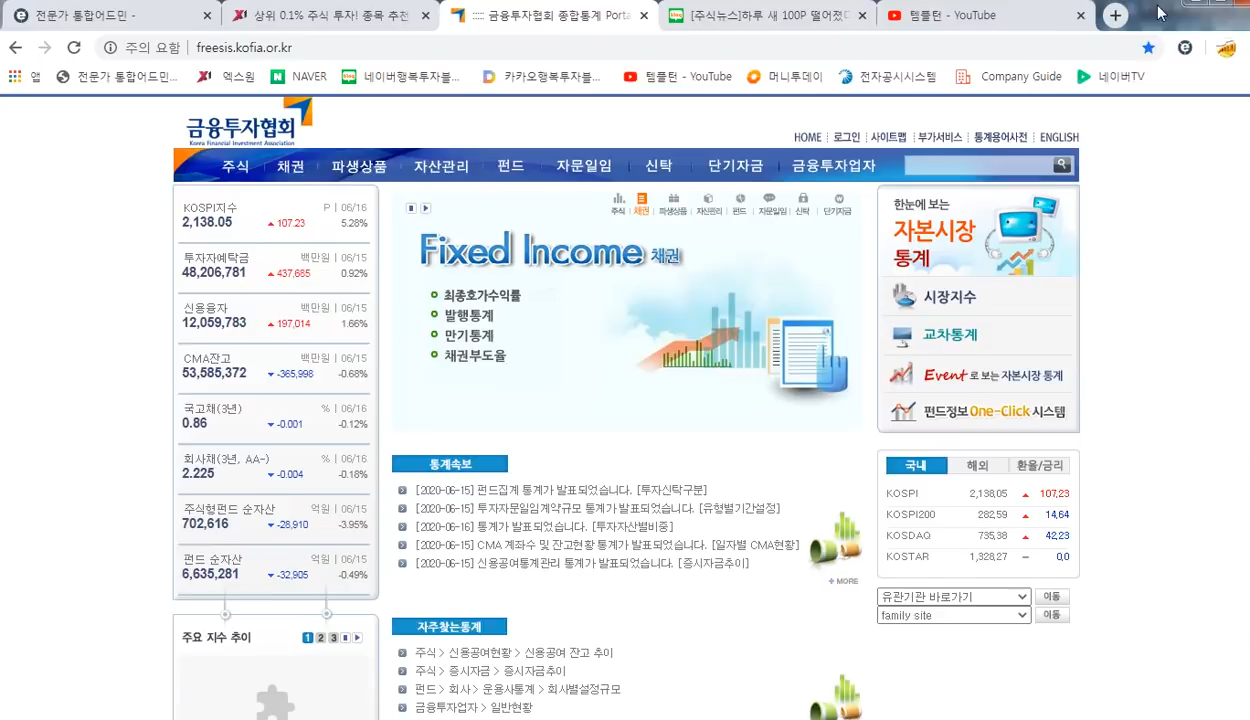 전문가 통합어드민 -
상위 0.1% 주식 투자! 종목 추천
:::: 금융투자협회 종합통계 Porta
[주식뉴스]하루 새 100P 떨어졌다
템플턴 - YouTube
주의 요함 | freesis.kofia.or.kr
앱
전문가 통합어드민...
엑스원
NAVER
네이버행복투자블...
카카오행복투자블...
템플턴 - YouTube
머니투데이
전자공시시스템
Company Guide
네이버TV
금융투자협회
Korea Financial Investment Association
HOME | 로그인 | 사이트맵 | 부가서비스 | 통계용어사전 | ENGLISH
주식 채권 파생상품 자산관리 펀드 자문일임 신탁 단기자금 금융투자업자
KOSPI지수 P | 06/16
2,138.05 ▲ 107.23 5.28%
투자자예탁금 백만원 | 06/15
48,206,781 ▲ 437,685 0.92%
신용융자 백만원 | 06/15
12,059,783 ▲ 197,014 1.66%
CMA잔고 백만원 | 06/15
53,585,372 ▼ -365,998 -0.68%
국고채(3년) % | 06/16
0.86 ▼ -0.001 -0.12%
회사채(3년, AA-) % | 06/16
2.225 ▼ -0.004 -0.18%
주식형펀드 순자산 억원 | 06/15
702,616 ▼ -28,910 -3.95%
펀드 순자산 억원 | 06/15
6,635,281 ▼ -32,905 -0.49%
주요 지수 추이 1 2 3
주식 채권 파생상품 자산관리 펀드 자문일임 신탁 단기자금
Fixed Income 채권
최종호가수익률
발행통계
만기통계
채권부도율
통계속보
[2020-06-15] 펀드집계 통계가 발표되었습니다. [투자신탁구분]
[2020-06-15] 투자자문일임계약규모 통계가 발표되었습니다. [유형별기간설정]
[2020-06-16] 통계가 발표되었습니다. [투자자산별비중]
[2020-06-15] CMA 계좌수 및 잔고현황 통계가 발표되었습니다. [일자별 CMA현황]
[2020-06-15] 신용공여통계관리 통계가 발표되었습니다. [증시자금추이]
+ MORE
자주찾는통계
주식 > 신용공여현황 > 신용공여 잔고 추이
주식 > 증시자금 > 증시자금추이
펀드 > 회사 > 운용사통계 > 회사별설정규모
금융투자업자 > 일반현황
한눈에 보는
자본시장
통계
시장지수
교차통계
Event로 보는 자본시장 통계
펀드정보 One-Click 시스템
국내 해외 환율/금리
KOSPI 2,138,05 ▲ 107,23
KOSPI200 282,59 ▲ 14,64
KOSDAQ 735,38 ▲ 42,23
KOSTAR 1,328,27 - 0,0
유관기관 바로가기 이동
family site 이동